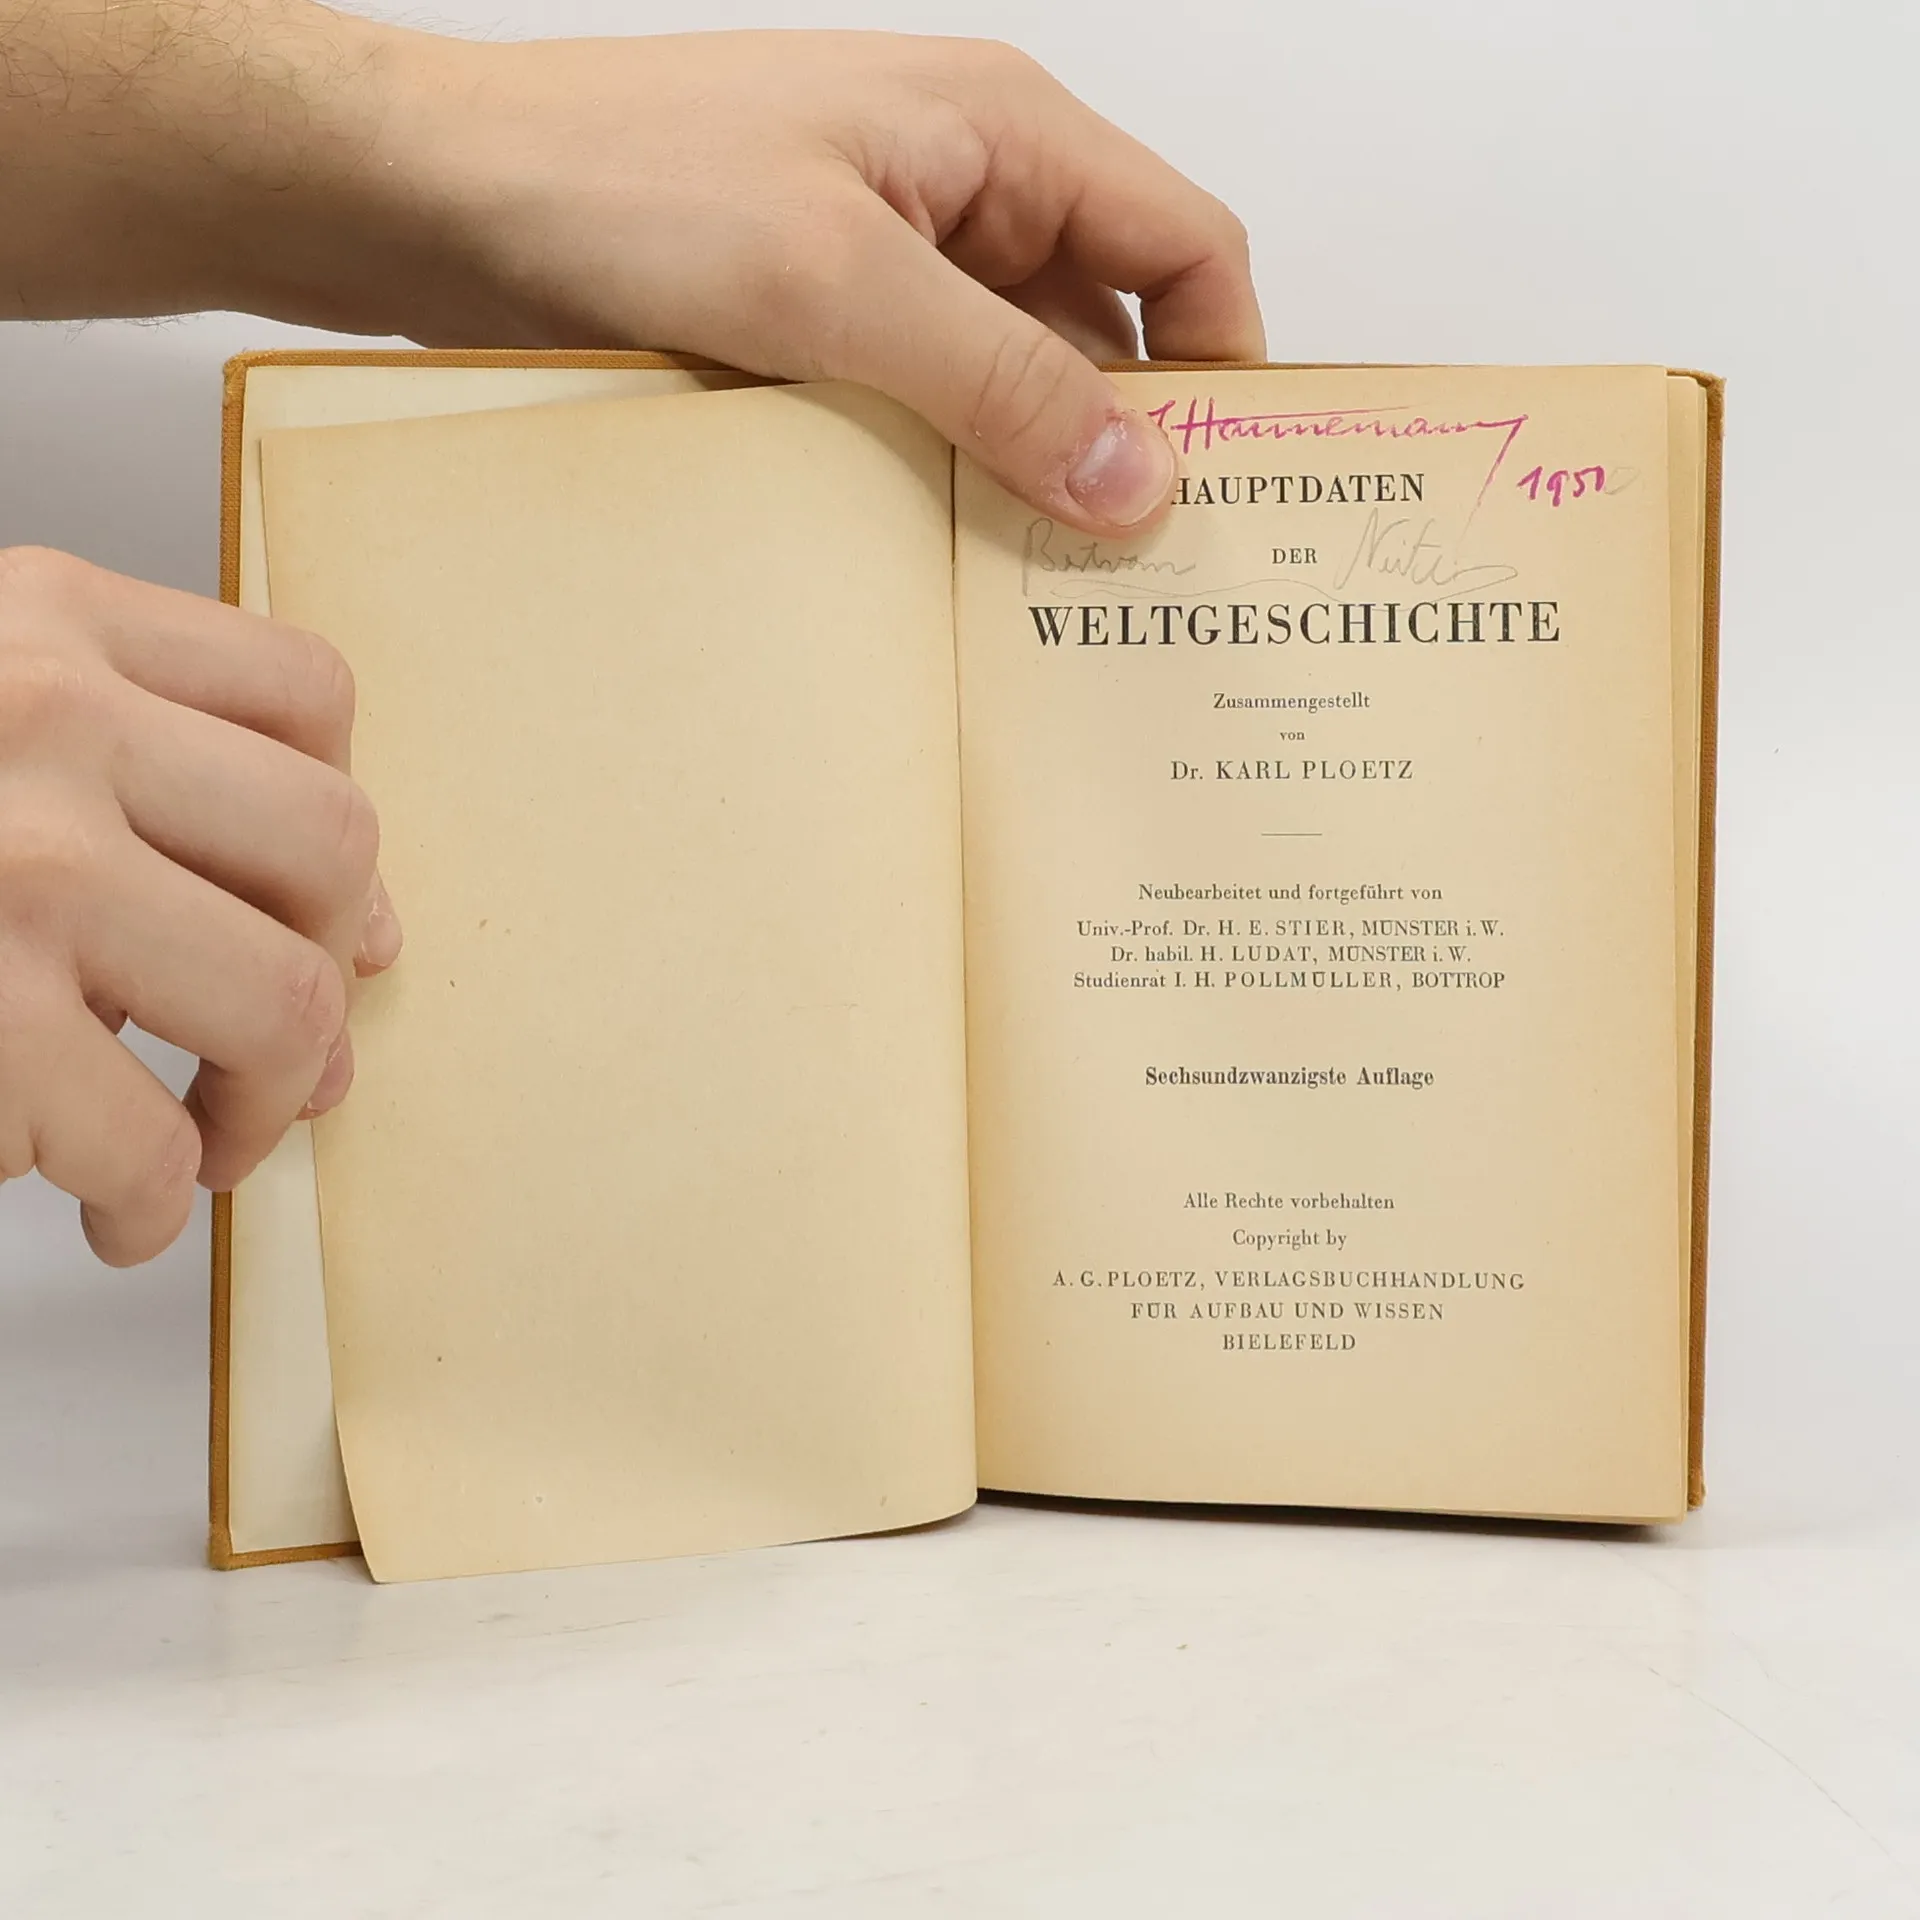 Hannemann
1950
HAUPTDATEN
DER
WELTGESCHICHTE
Zusammengestellt
von
Dr. KARL PLOETZ
Neubearbeitet und fortgeführt von
Univ.-Prof. Dr. H. E. STIER, MÜNSTER i. W.
Dr. habil. H. LUDAT, MÜNSTER i. W.
Studienrat I. H. POLLMÜLLER, BOTTROP
Sechsundzwanzigste Auflage
Alle Rechte vorbehalten
Copyright by
A. G. PLOETZ, VERLAGSBUCHHANDLUNG
FÜR AUFBAU UND WISSEN
BIELEFELD